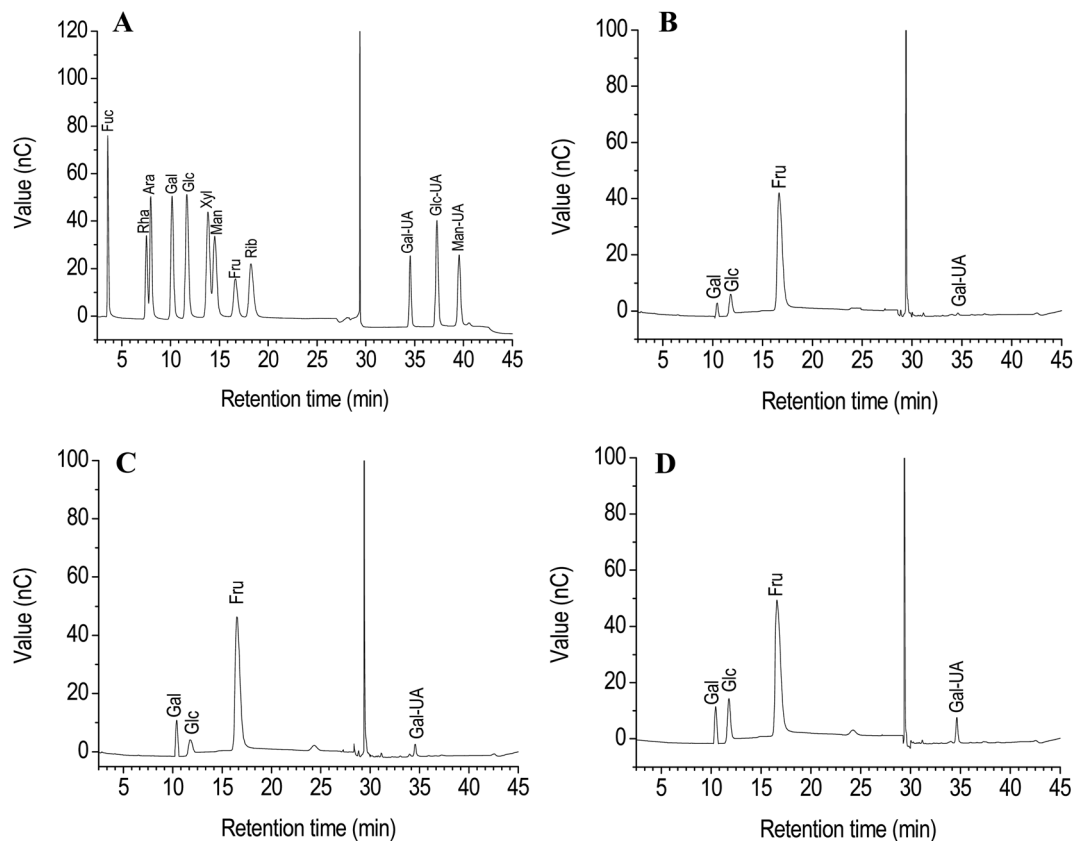 A
Value (nC)
120
100
80
60
40
20
0
Fuc
Rha
Ara
Gal
Glc
Xyl
Man
Fru
Rib
Gal-UA
Glc-UA
Man-UA
5 10 15 20 25 30 35 40 45
Retention time (min)
B
Value (nC)
100
80
60
40
20
0
Gal
Glc
Fru
Gal-UA
5 10 15 20 25 30 35 40 45
Retention time (min)
C
Value (nC)
100
80
60
40
20
0
Gal
Glc
Fru
Gal-UA
5 10 15 20 25 30 35 40 45
Retention time (min)
D
Value (nC)
100
80
60
40
20
0
Gal
Glc
Fru
Gal-UA
5 10 15 20 25 30 35 40 45
Retention time (min)